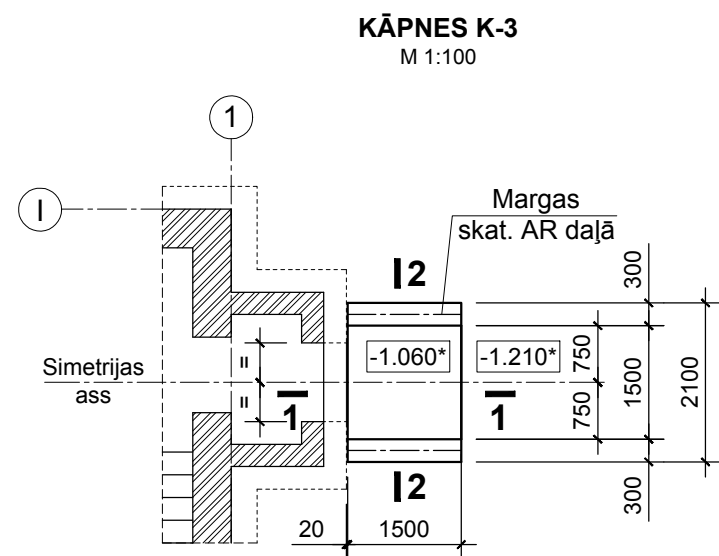 KĀPNES K-3
M 1:100
1
I
Margas
skat. AR daļā
2
300
-1.060*
-1.210*
750
1500
2100
Simetrijas
ass
=
=
1
1
750
2
300
20
1500